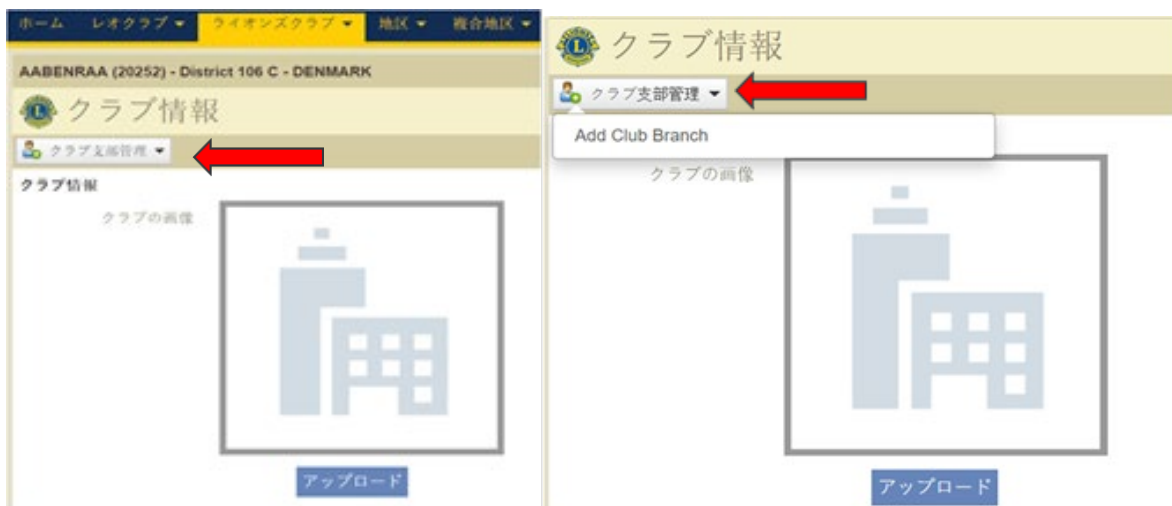 ホーム レオクラブ ライオンズクラブ 地区 複合地区
AABENRAA (20252) - District 106 C - DENMARK
クラブ情報
クラブ支部管理
クラブ情報
クラブの画像
アップロード
クラブ情報
クラブ支部管理
Add Club Branch
クラブの画像
アップロード